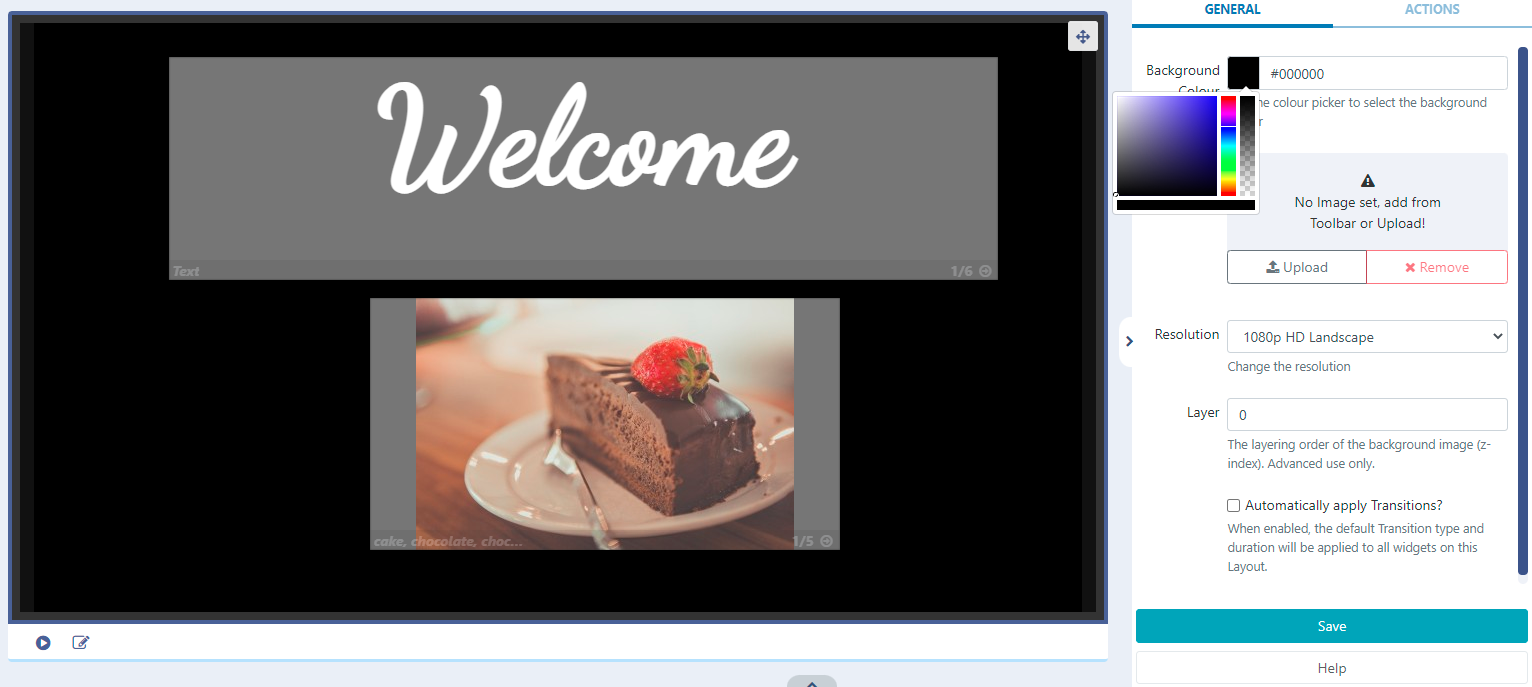 GENERAL
ACTIONS
Welcome
Text
1/6
cake, chocolate, choc...
1/5
Background
Colour
#000000
he colour picker to select the background
r
No Image set, add from
Toolbar or Upload!
Upload
Remove
Resolution
1080p HD Landscape
Change the resolution
Layer
0
The layering order of the background image (z-
index). Advanced use only.
Automatically apply Transitions?
When enabled, the default Transition type and
duration will be applied to all widgets on this
Layout.
Save
Help